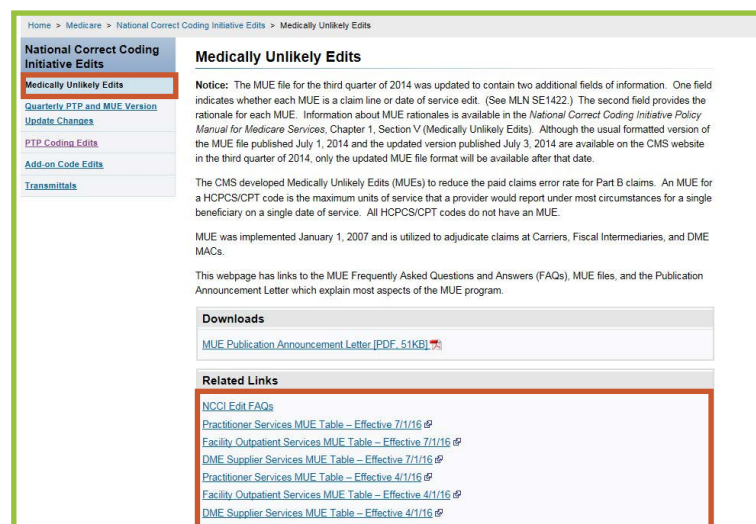 Home > Medicare > National Correct Coding Initiative Edits > Medically Unlikely Edits
National Correct Coding
Initiative Edits
Medically Unlikely Edits
Quarterly PTP and MUE Version
Update Changes
PTP Coding Edits
Add-on Code Edits
Transmittals
Medically Unlikely Edits
Notice: The MUE file for the third quarter of 2014 was updated to contain two additional fields of information. One field
indicates whether each MUE is a claim line or date of service edit. (See MLN SE1422.) The second field provides the
rationale for each MUE. Information about MUE rationales is available in the National Correct Coding Initiative Policy
Manual for Medicare Services, Chapter 1, Section V (Medically Unlikely Edits). Although the usual formatted version of
the MUE file published July 1, 2014 and the updated version published July 3, 2014 are available on the CMS website
in the third quarter of 2014, only the updated MUE file format will be available after that date.
The CMS developed Medically Unlikely Edits (MUEs) to reduce the paid claims error rate for Part B claims. An MUE for
a HCPCS/CPT code is the maximum units of service that a provider would report under most circumstances for a single
beneficiary on a single date of service. All HCPCS/CPT codes do not have an MUE.
MUE was implemented January 1, 2007 and is utilized to adjudicate claims at Carriers, Fiscal Intermediaries, and DME
MACs.
This webpage has links to the MUE Frequently Asked Questions and Answers (FAQs), MUE files, and the Publication
Announcement Letter which explain most aspects of the MUE program.
Downloads
MUE Publication Announcement Letter [PDF, 51KB]
Related Links
NCCI Edit FAQs
Practitioner Services MUE Table – Effective 7/1/16
Facility Outpatient Services MUE Table – Effective 7/1/16
DME Supplier Services MUE Table – Effective 7/1/16
Practitioner Services MUE Table – Effective 4/1/16
Facility Outpatient Services MUE Table – Effective 4/1/16
DME Supplier Services MUE Table – Effective 4/1/16